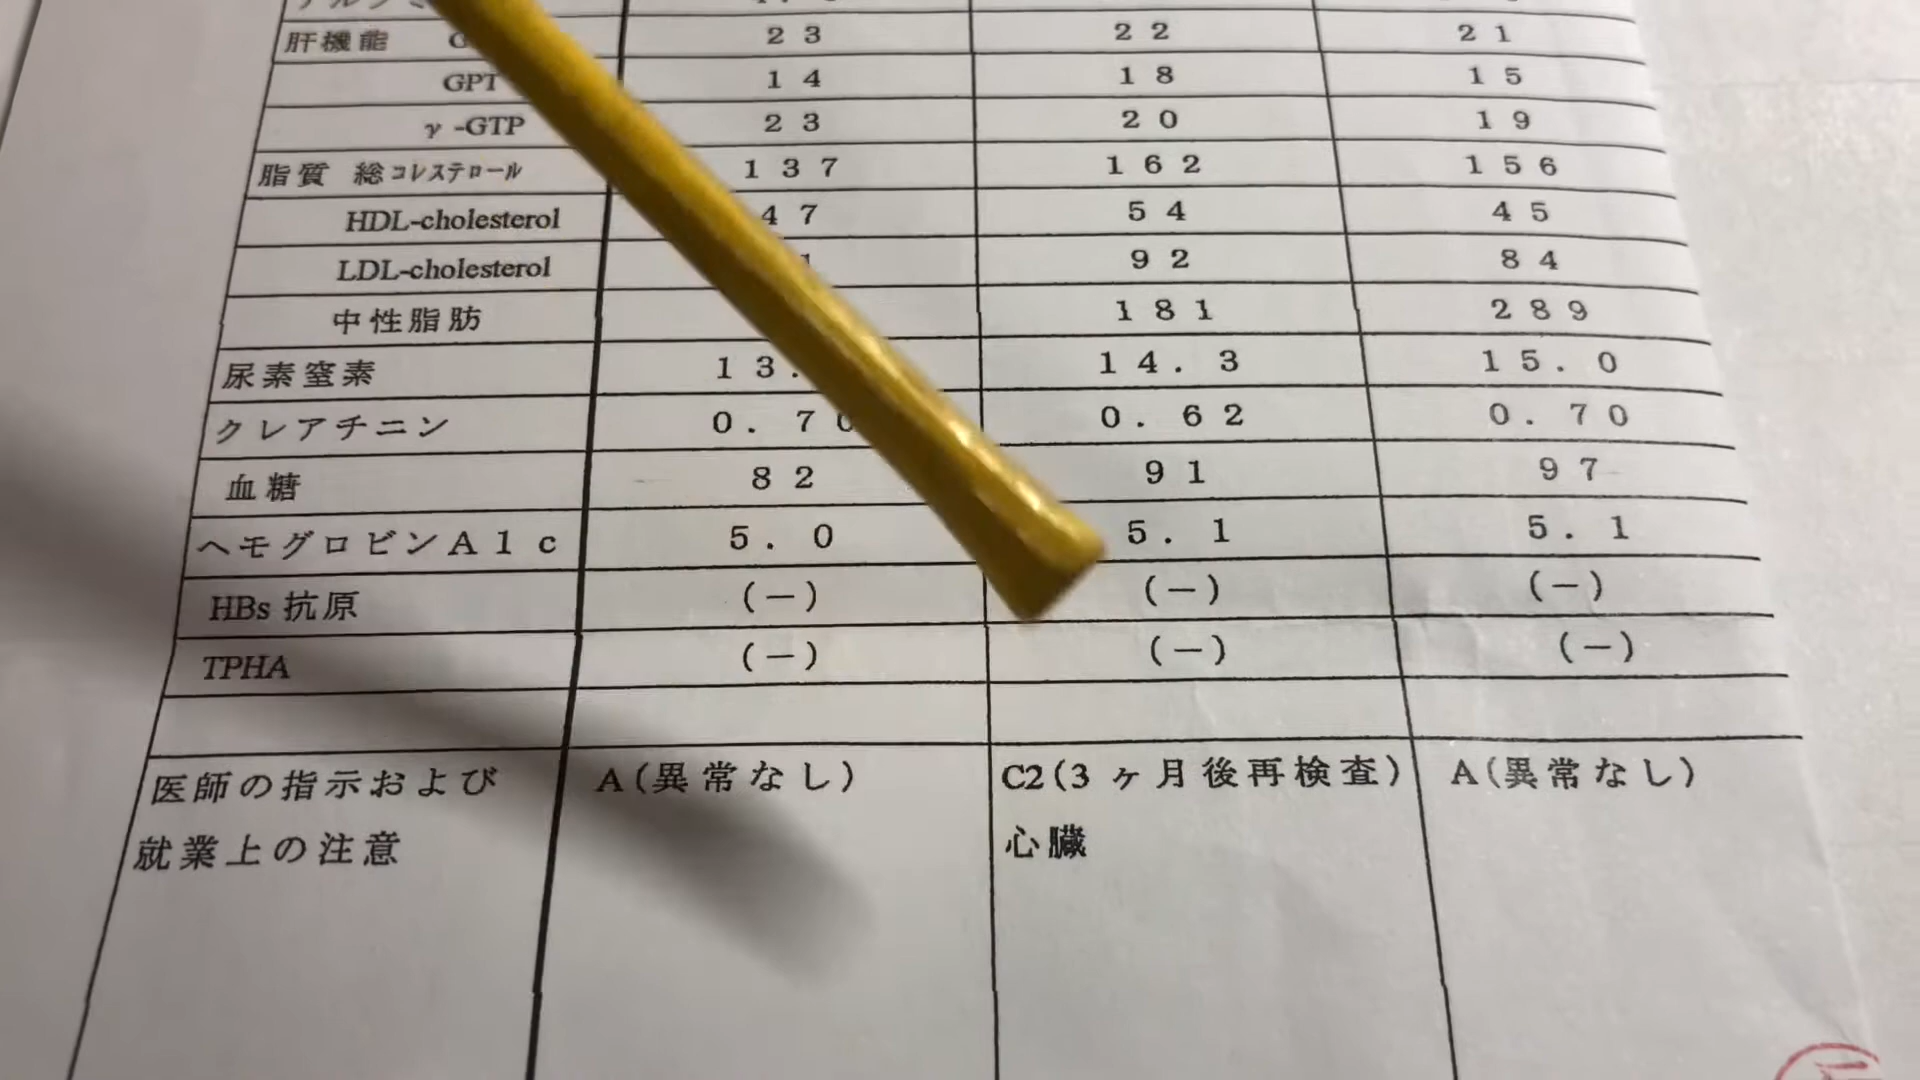 肝機能 23 22 21
GPT 14 18 15
γ-GTP 23 20 19
脂質 総コレステロール 137 162 156
HDL-cholesterol 47 54 45
LDL-cholesterol 92 84
中性脂肪 181 289
尿素窒素 13. 14.3 15.0
クレアチニン 0.70 0.62 0.70
血糖 82 91 97
ヘモグロビンA1c 5.0 5.1 5.1
HBs抗原 (-) (-) (-)
TPHA (-) (-) (-)
医師の指示および A(異常なし) C2(3ヶ月後再検査) A(異常なし)
就業上の注意 心臓